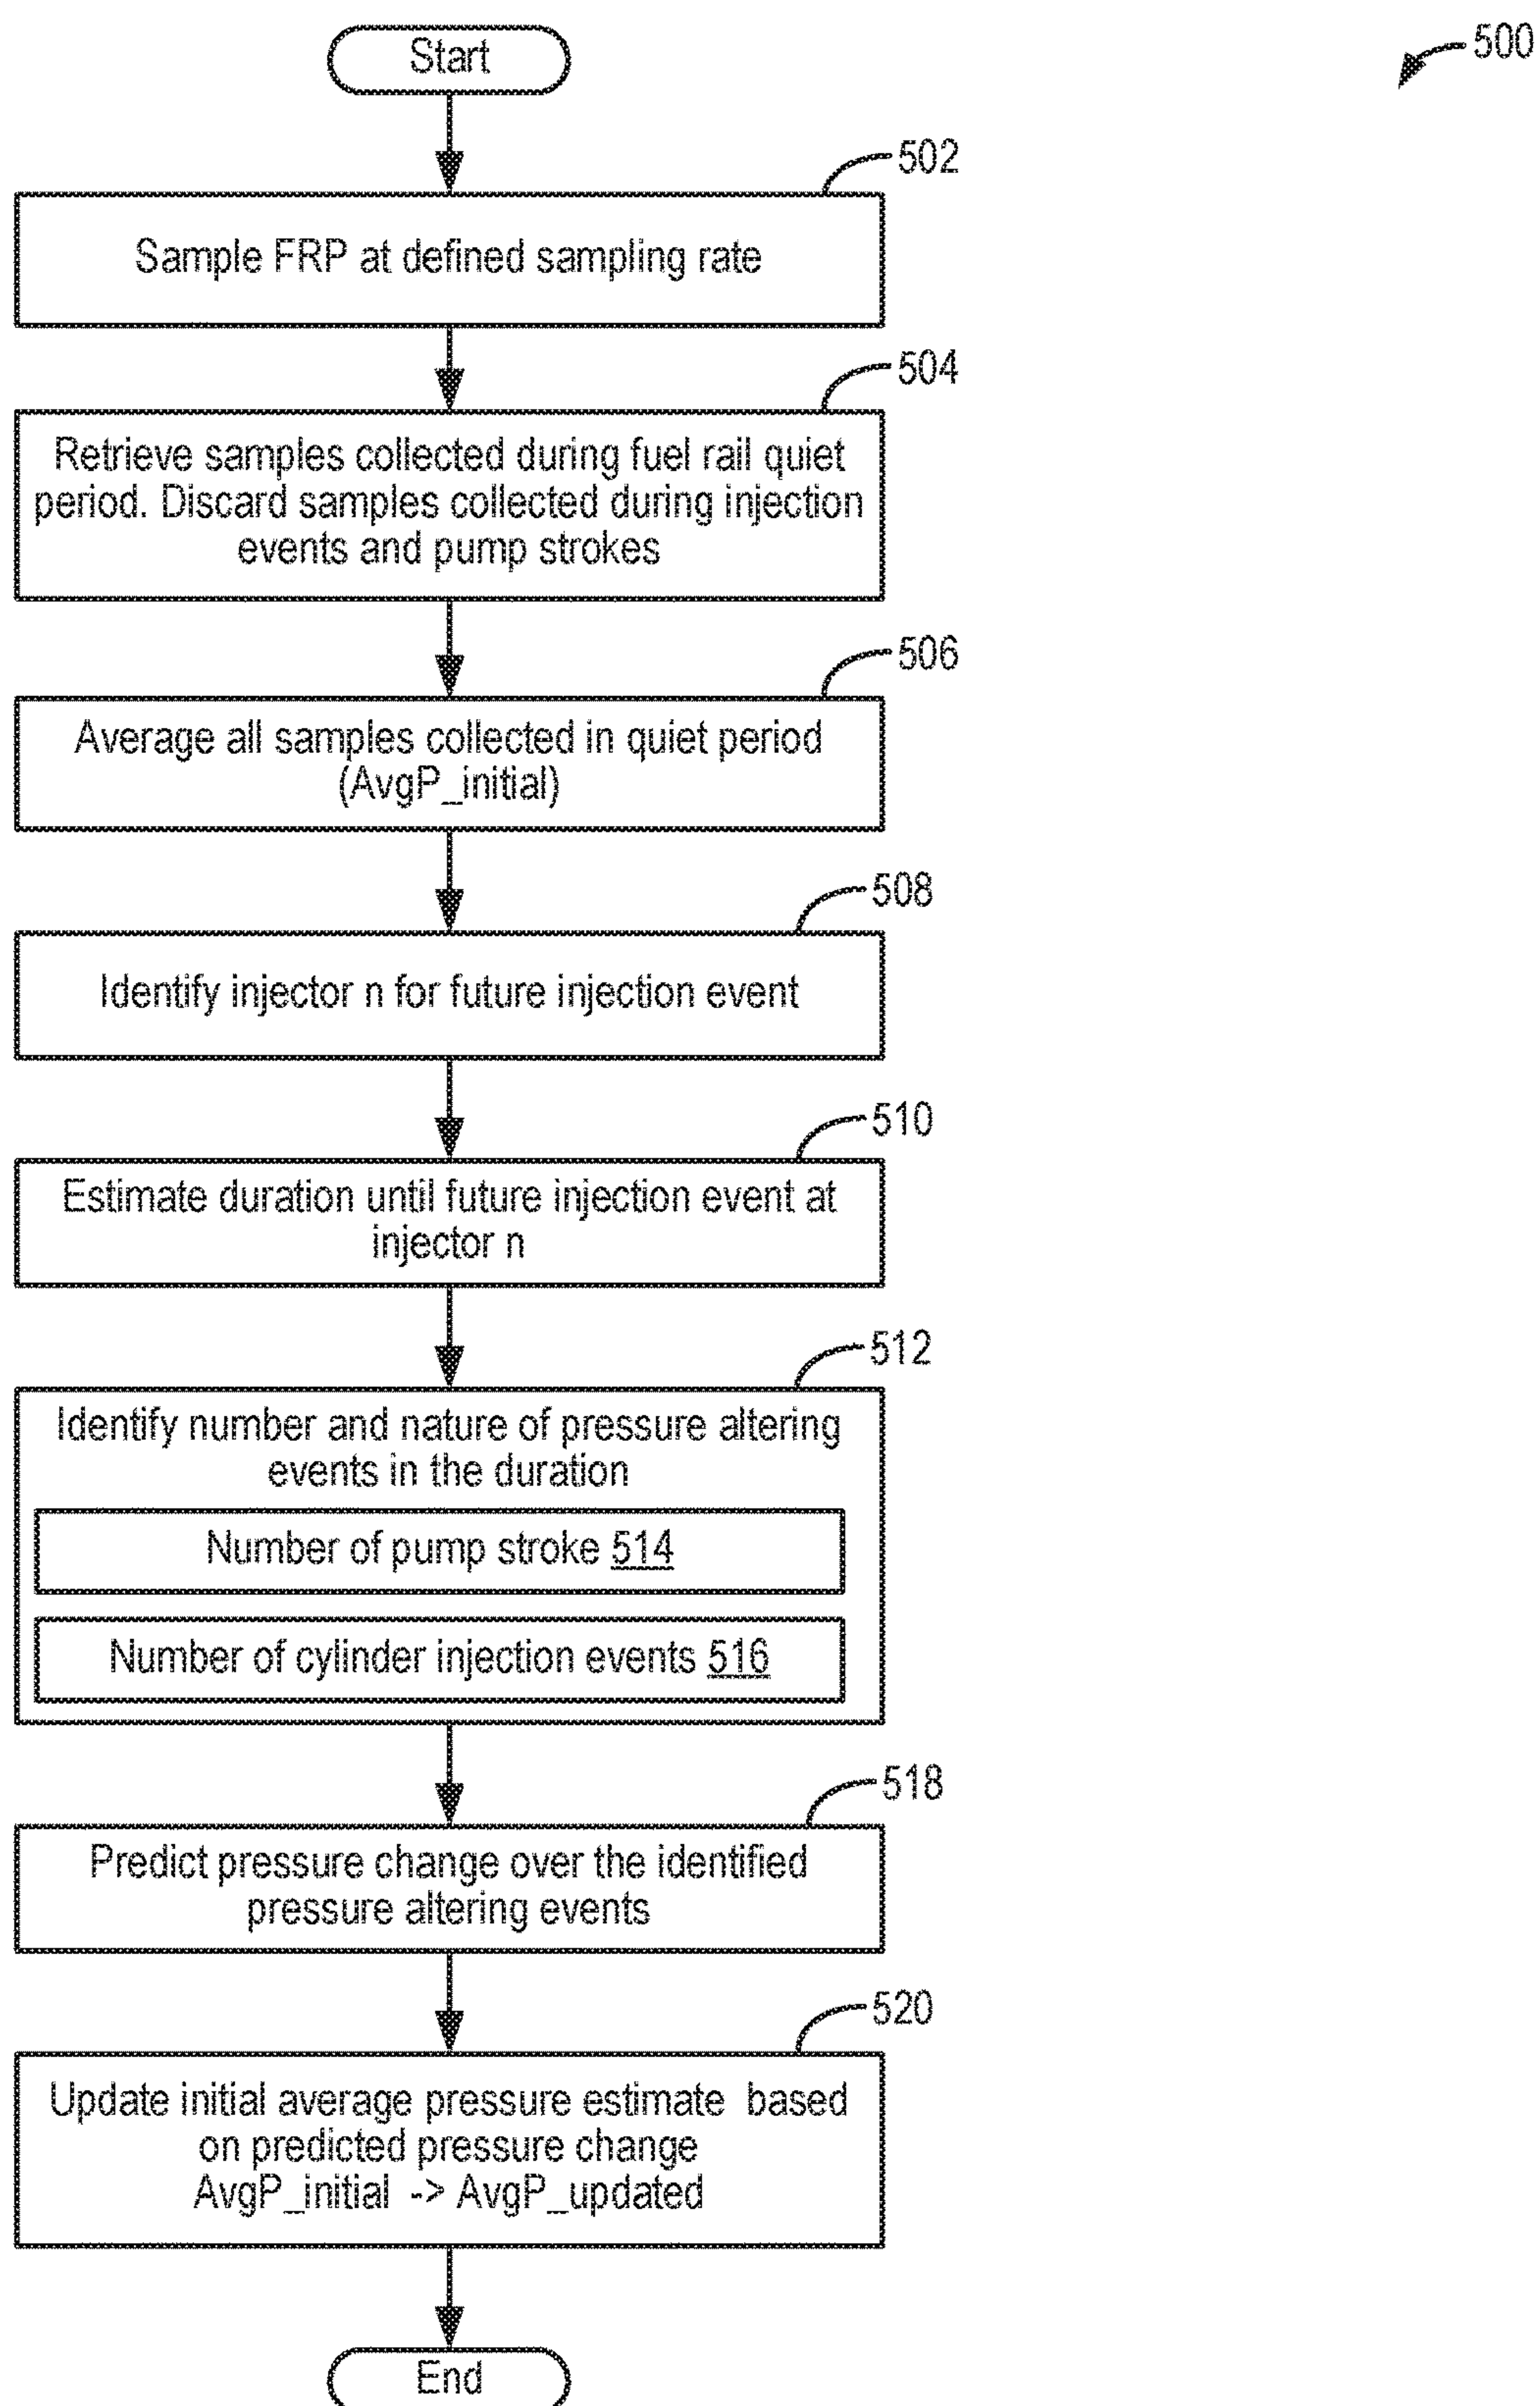 Start
500
502
Sample FRP at defined sampling rate
504
Retrieve samples collected during fuel rail quiet
period. Discard samples collected during injection
events and pump strokes
506
Average all samples collected in quiet period
(AvgP_initial)
508
Identify injector n for future injection event
510
Estimate duration until future injection event at
injector n
512
Identify number and nature of pressure altering
events in the duration
Number of pump stroke 514
Number of cylinder injection events 516
518
Predict pressure change over the identified
pressure altering events
520
Update initial average pressure estimate based
on predicted pressure change
AvgP_initial -> AvgP_updated
End